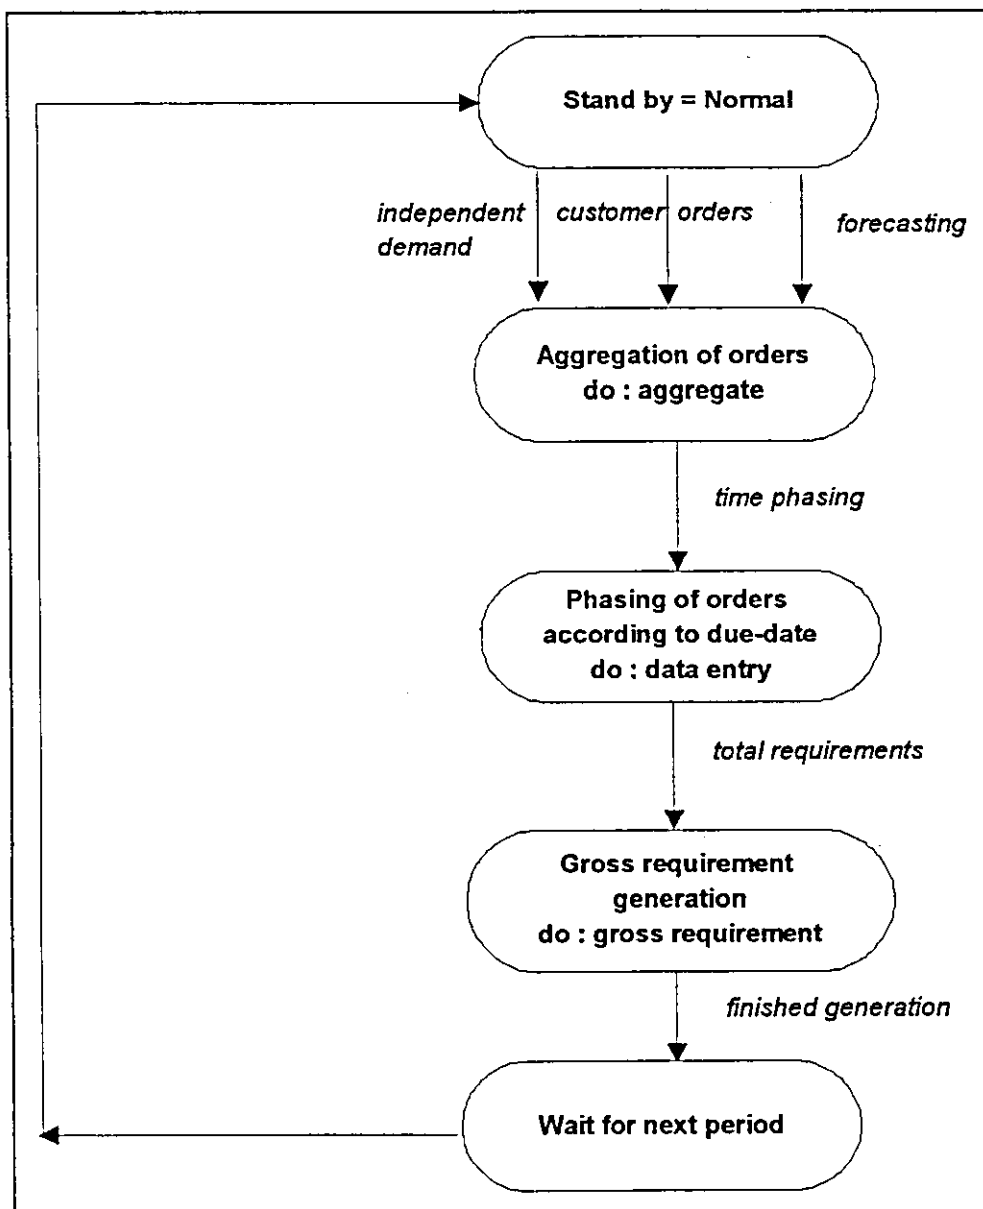 Stand by = Normal
independent
demand
customer orders
forecasting
Aggregation of orders
do : aggregate
time phasing
Phasing of orders
according to due-date
do : data entry
total requirements
Gross requirement
generation
do : gross requirement
finished generation
Wait for next period